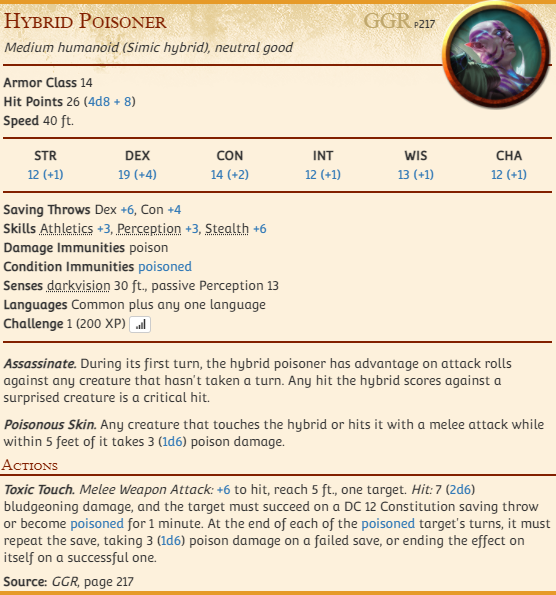 Hybrid Poisoner GGR p217
Medium humanoid (Simic hybrid), neutral good
Armor Class 14
Hit Points 26 (4d8 + 8)
Speed 40 ft.
STR DEX CON INT WIS CHA
12 (+1) 19 (+4) 14 (+2) 12 (+1) 13 (+1) 12 (+1)
Saving Throws Dex +6, Con +4
Skills Athletics +3, Perception +3, Stealth +6
Damage Immunities poison
Condition Immunities poisoned
Senses darkvision 30 ft., passive Perception 13
Languages Common plus any one language
Challenge 1 (200 XP)
Assassinate. During its first turn, the hybrid poisoner has advantage on attack rolls
against any creature that hasn't taken a turn. Any hit the hybrid scores against a
surprised creature is a critical hit.
Poisonous Skin. Any creature that touches the hybrid or hits it with a melee attack while
within 5 feet of it takes 3 (1d6) poison damage.
Actions
Toxic Touch. Melee Weapon Attack: +6 to hit, reach 5 ft., one target. Hit: 7 (2d6)
bludgeoning damage, and the target must succeed on a DC 12 Constitution saving throw
or become poisoned for 1 minute. At the end of each of the poisoned target's turns, it must
repeat the save, taking 3 (1d6) poison damage on a failed save, or ending the effect on
itself on a successful one.
Source: GGR, page 217